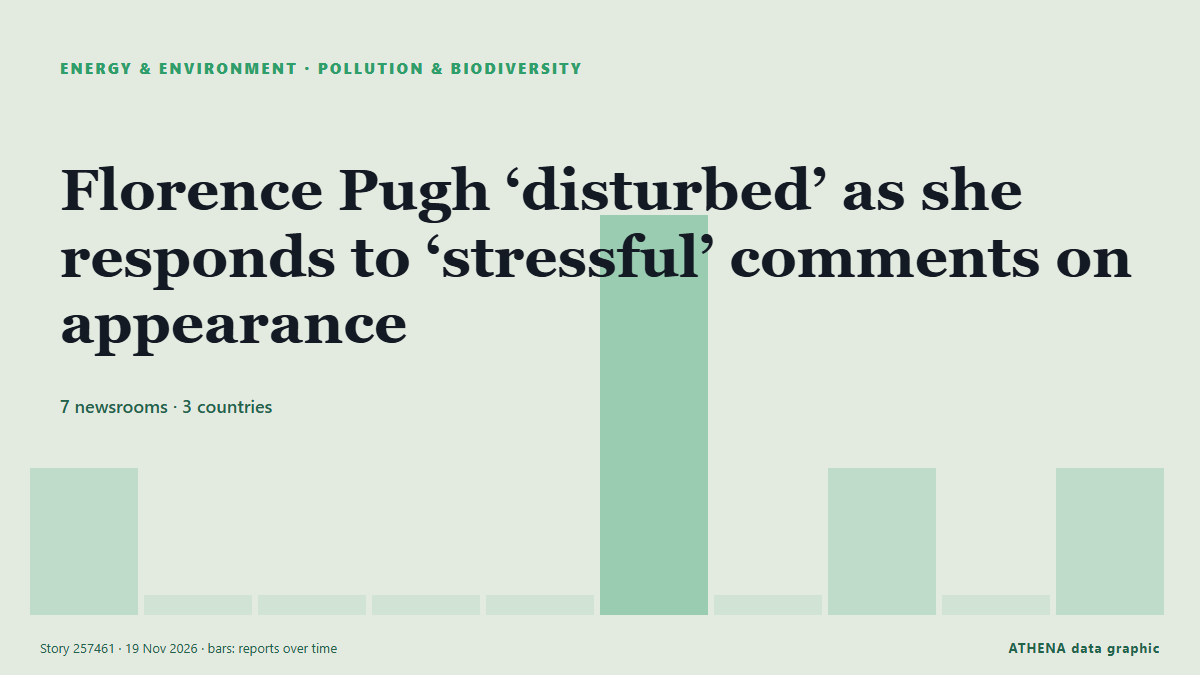 ENERGY & ENVIRONMENT · POLLUTION & BIODIVERSITY
Florence Pugh ‘disturbed’ as she
responds to ‘stressful’ comments on
appearance
7 newsrooms · 3 countries
Story 257461 · 19 Nov 2026 · bars: reports over time
ATHENA data graphic